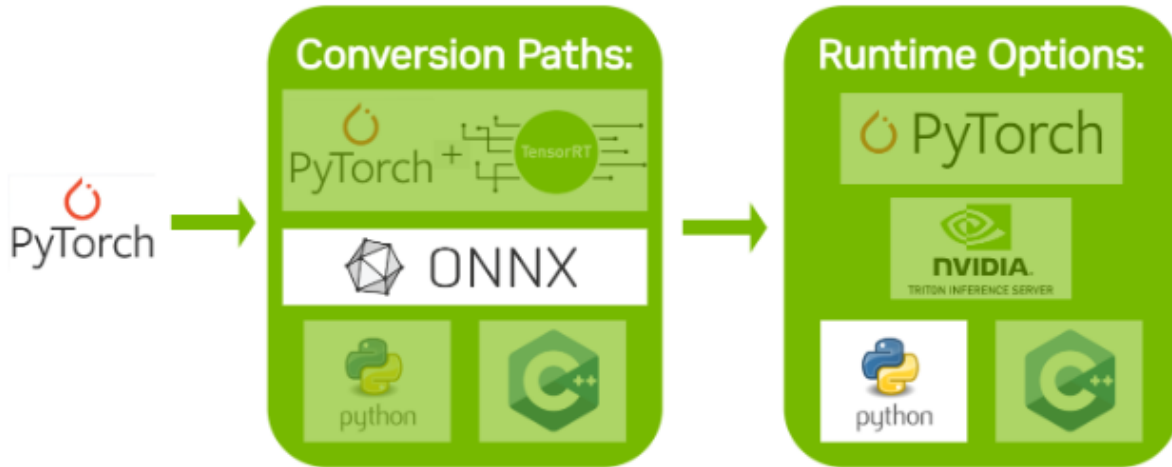 PyTorch
Conversion Paths:
PyTorch + TensorRT
ONNX
python
C++
Runtime Options:
PyTorch
NVIDIA.
TRITON INFERENCE SERVER
python
C++